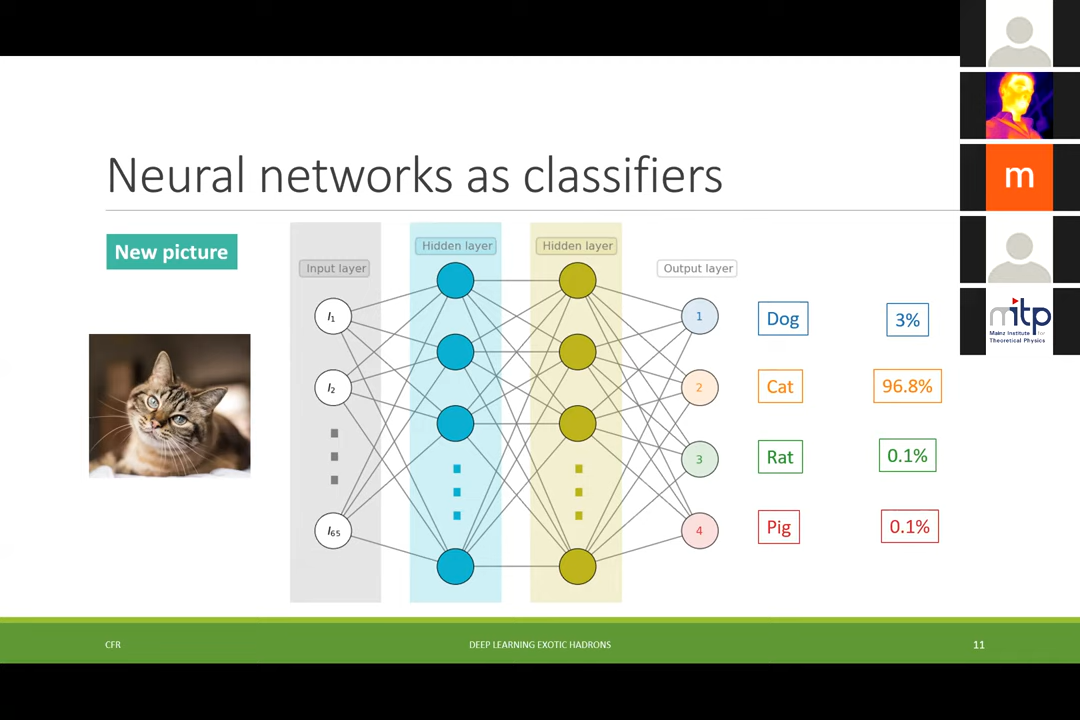 Neural networks as classifiers
New picture
Input layer
Hidden layer
Hidden layer
Output layer
I1
I2
I65
1
2
3
4
Dog
3%
Cat
96.8%
Rat
0.1%
Pig
0.1%
CFR
DEEP LEARNING EXOTIC HADRONS
11
m
mitp
Mainz Institute for
Theoretical Physics